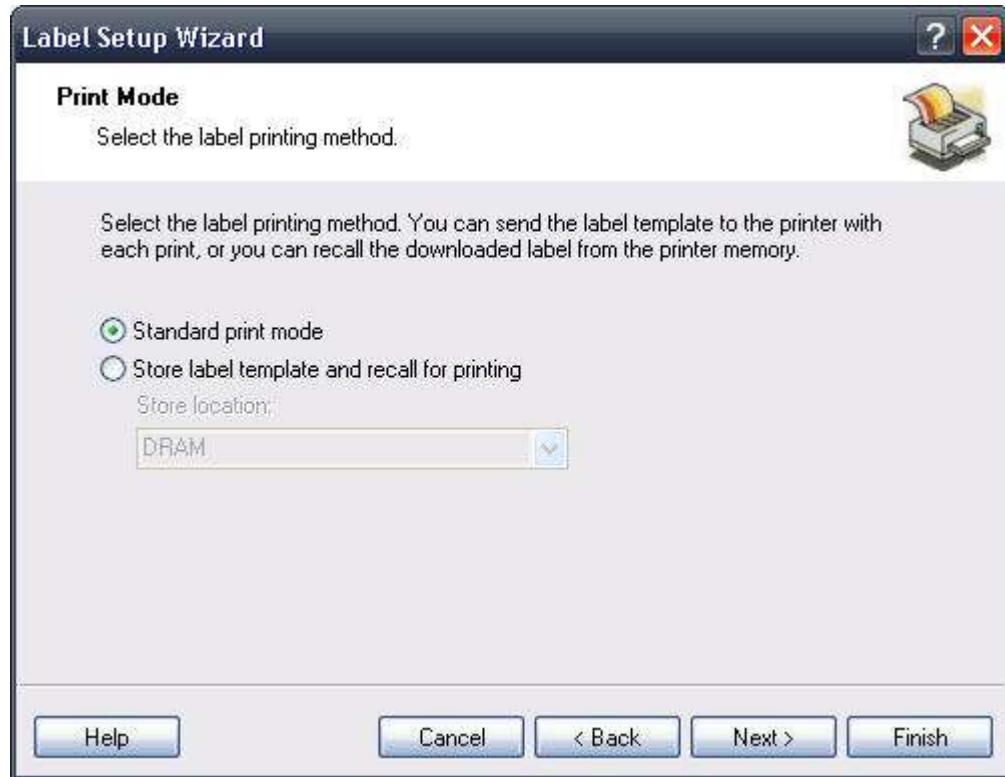 Label Setup Wizard
?
Print Mode
Select the label printing method.
Select the label printing method. You can send the label template to the printer with
each print, or you can recall the downloaded label from the printer memory.
Standard print mode
Store label template and recall for printing
Store location:
DRAM
Help
Cancel
< Back
Next >
Finish